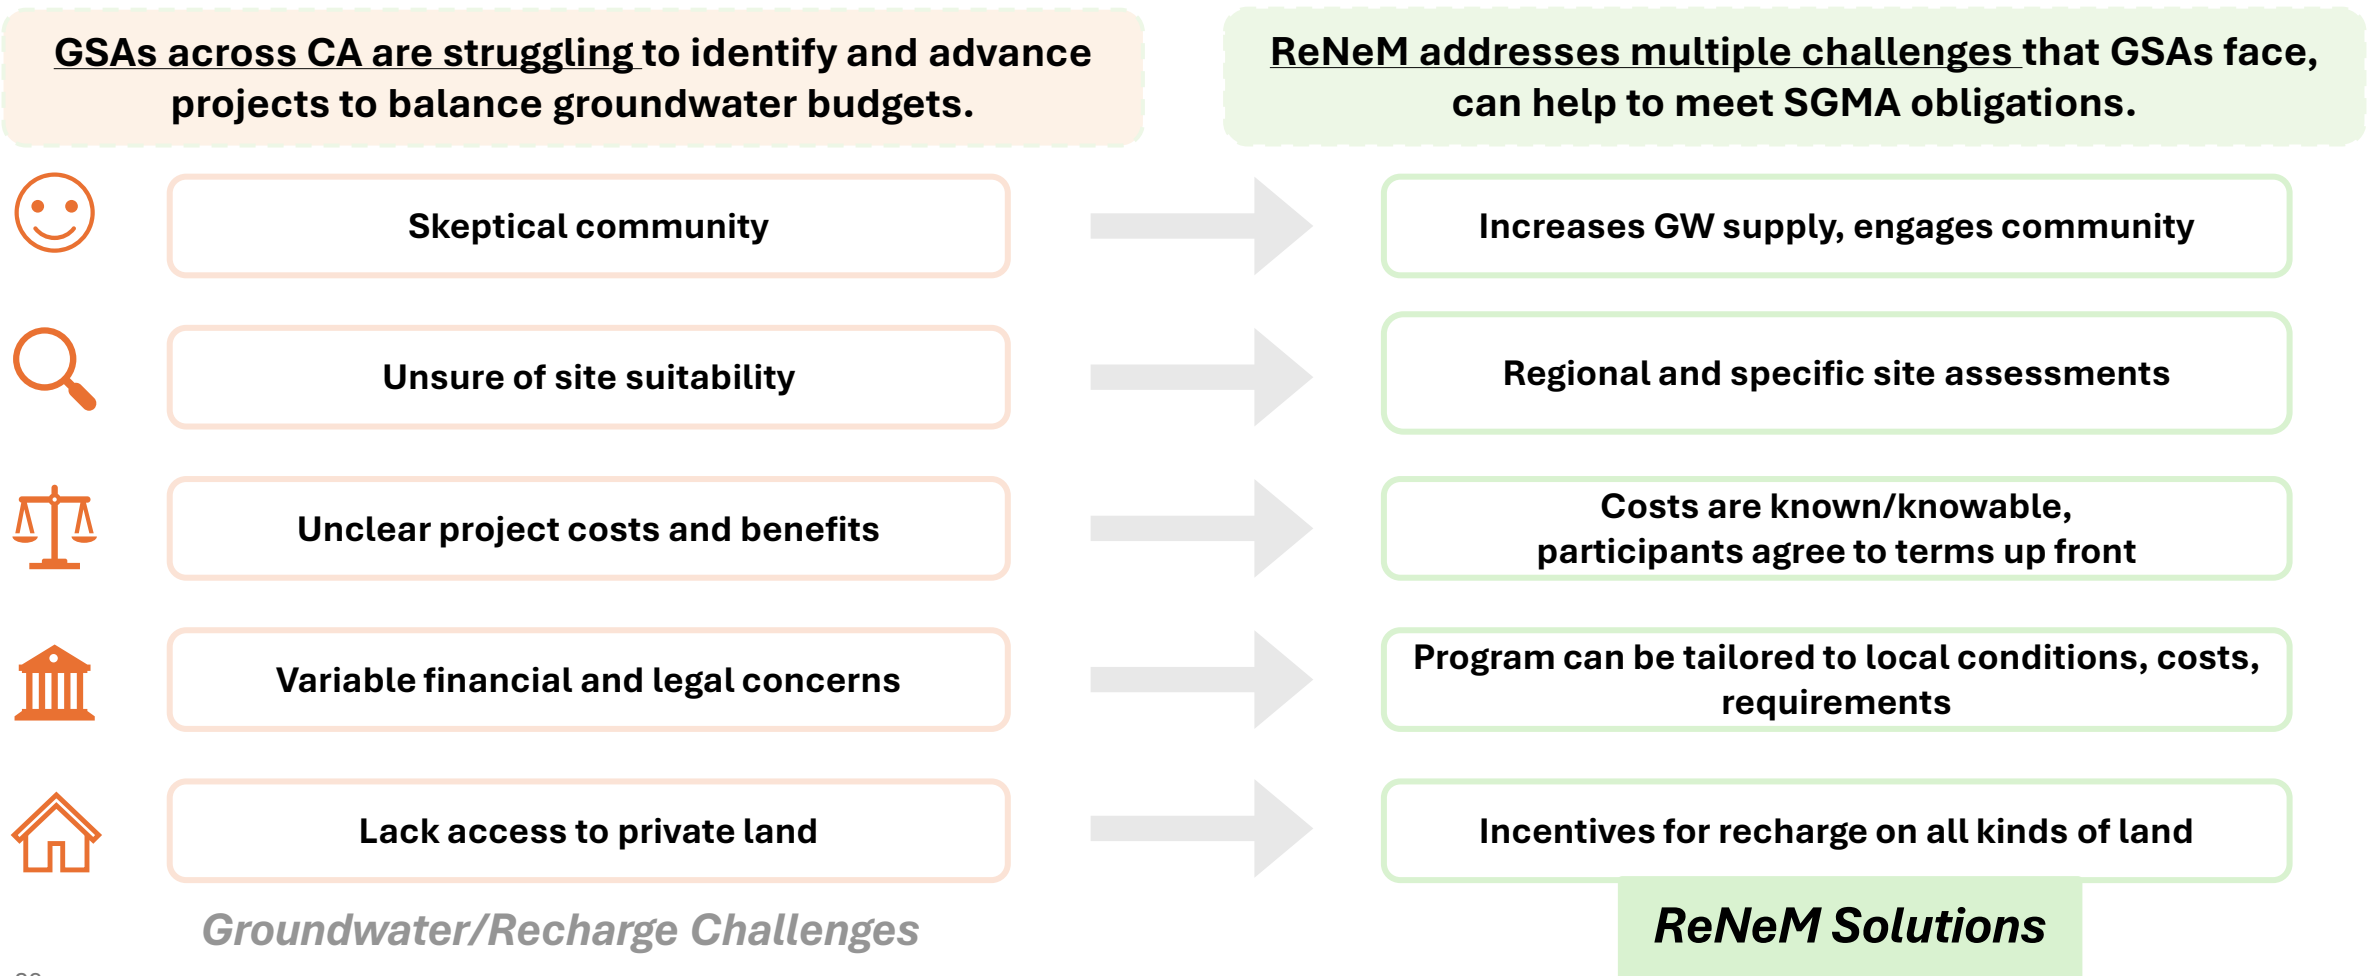 GSAs across CA are struggling to identify and advance
projects to balance groundwater budgets.
ReNeM addresses multiple challenges that GSAs face,
can help to meet SGMA obligations.
Skeptical community
Increases GW supply, engages community
Unsure of site suitability
Regional and specific site assessments
Unclear project costs and benefits
Costs are known/knowable,
participants agree to terms up front
Variable financial and legal concerns
Program can be tailored to local conditions, costs,
requirements
Lack access to private land
Incentives for recharge on all kinds of land
Groundwater/Recharge Challenges
ReNeM Solutions